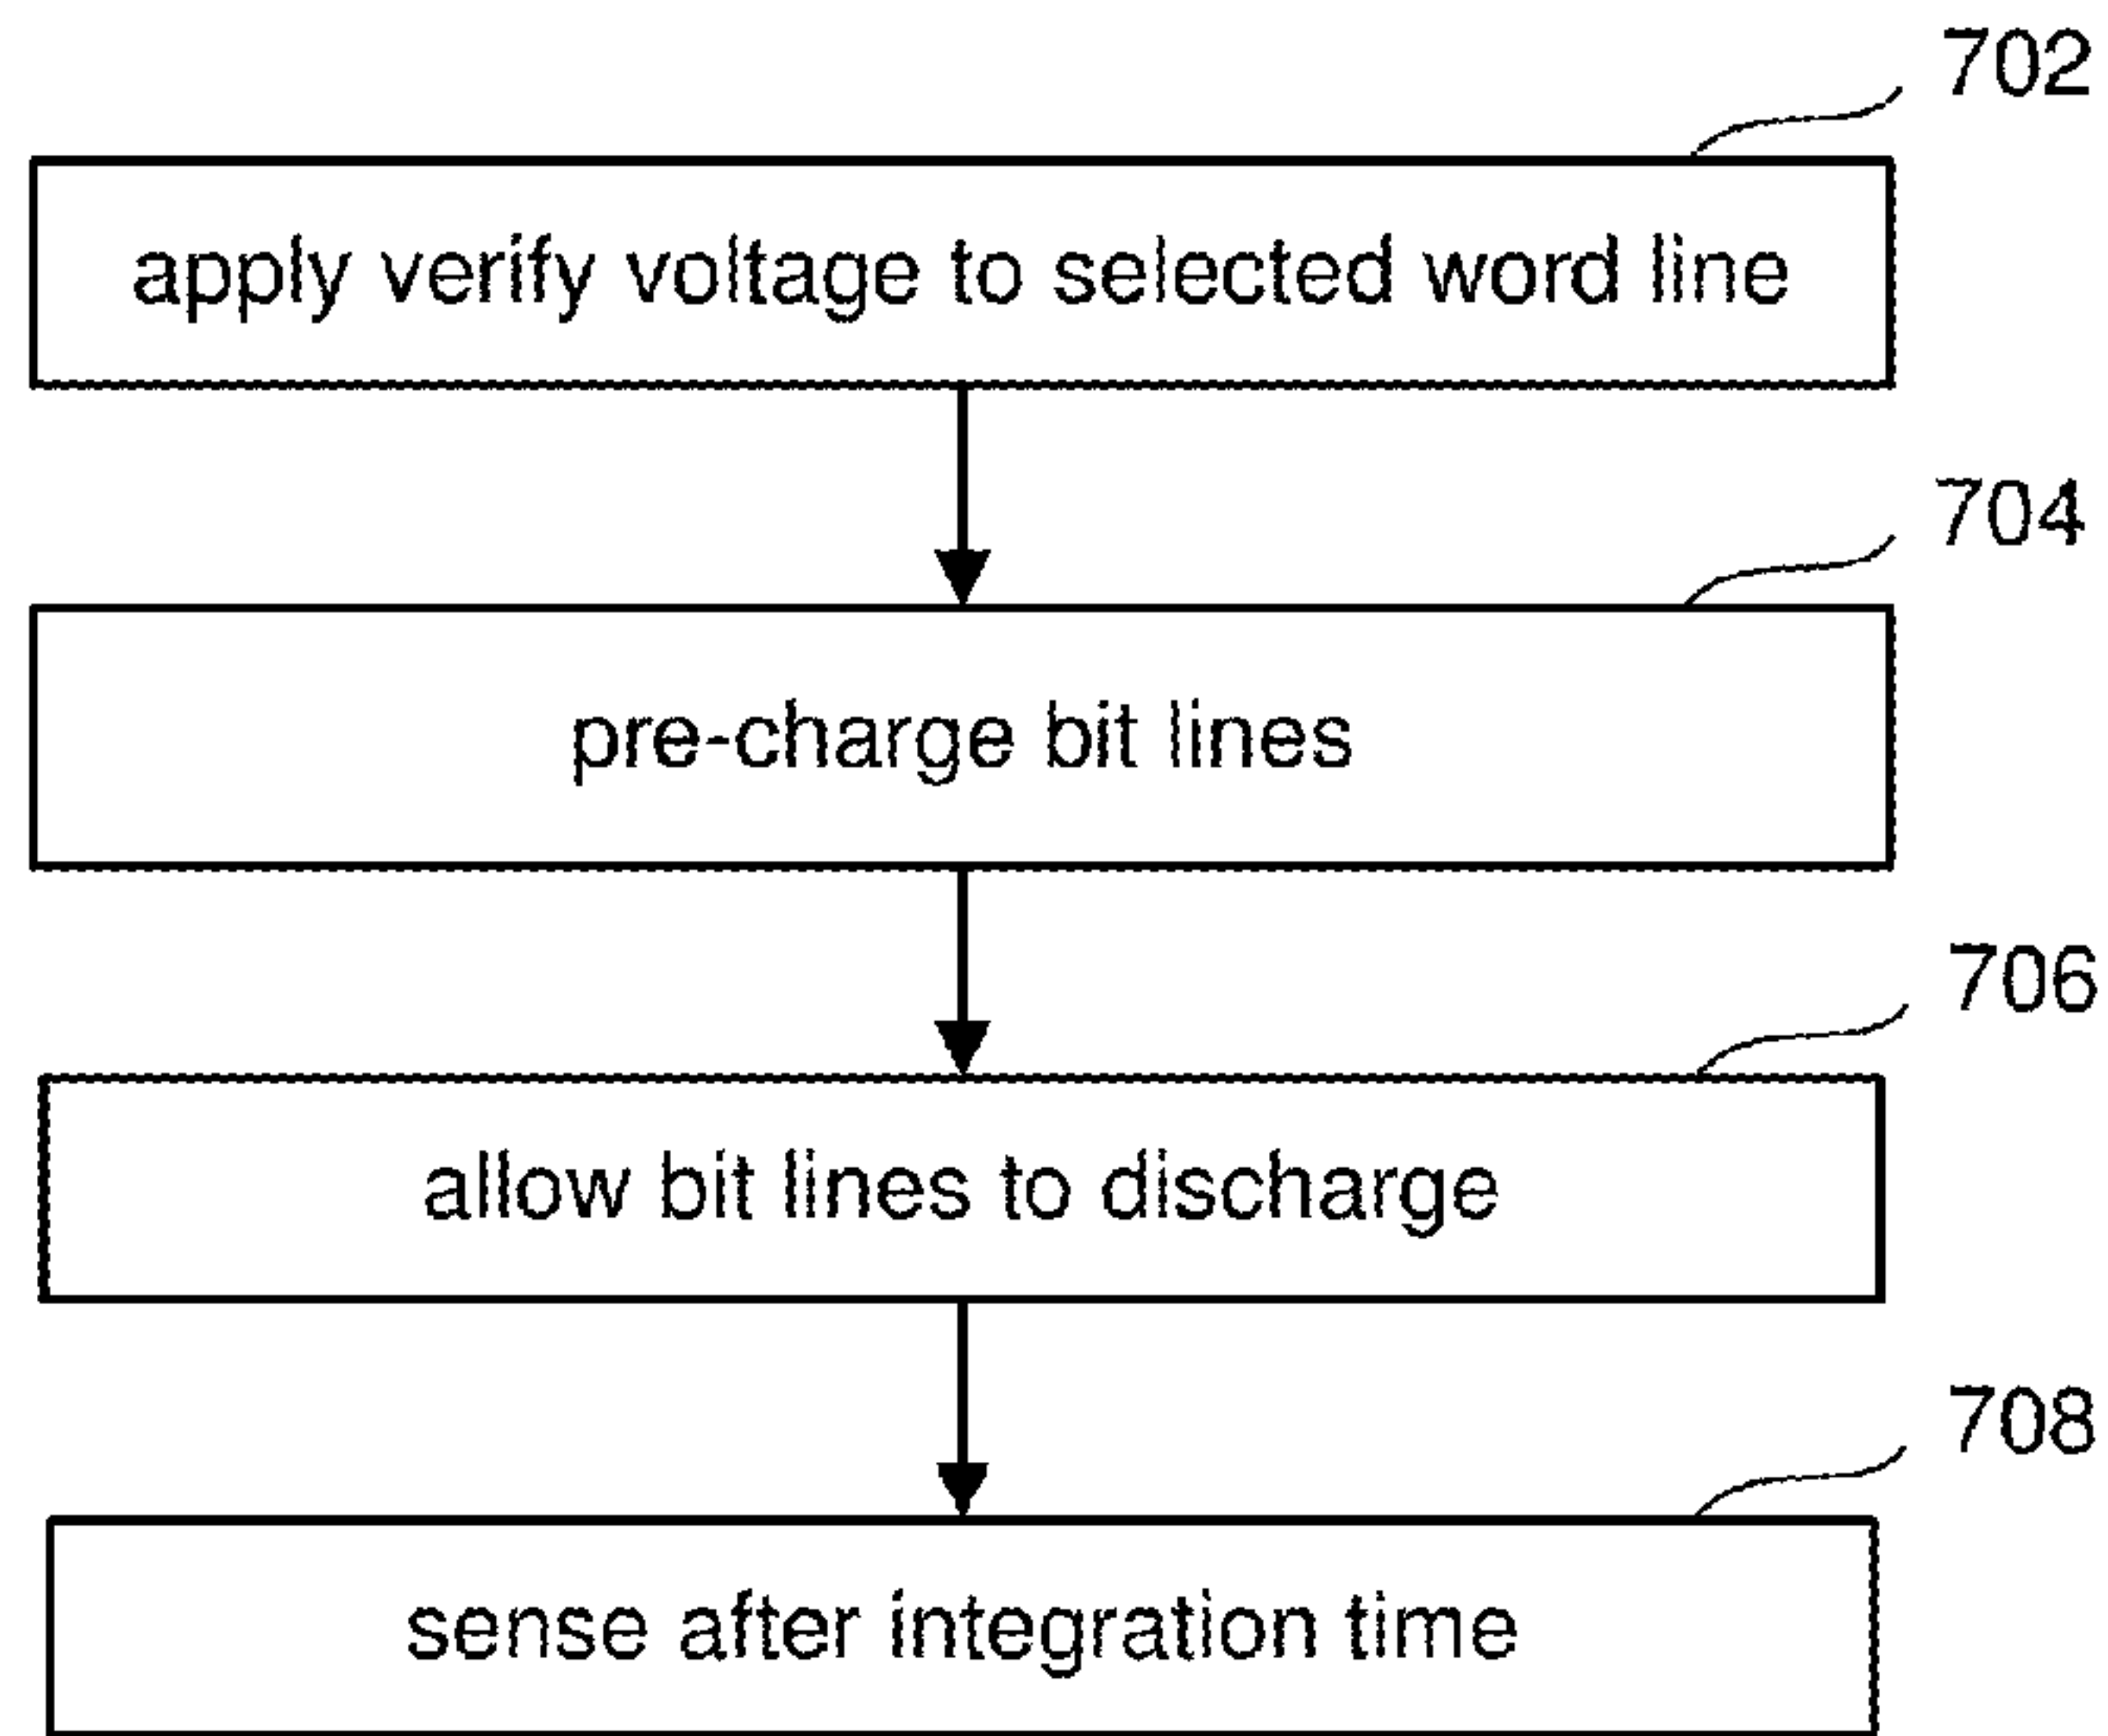 702
apply verify voltage to selected word line
704
pre-charge bit lines
706
allow bit lines to discharge
708
sense after integration time